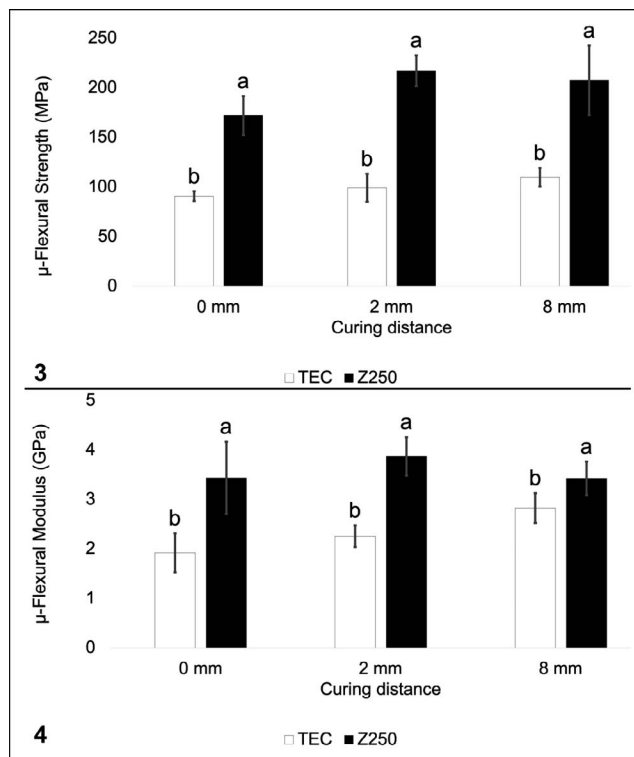 250
200
150
100
50
0
µ-Flexural Strength (MPa)
b a b a b a
0 mm 2 mm 8 mm
Curing distance
3
TEC Z250
5
4
3
2
1
0
µ-Flexural Modulus (GPa)
b a b a b a
0 mm 2 mm 8 mm
Curing distance
4
TEC Z250